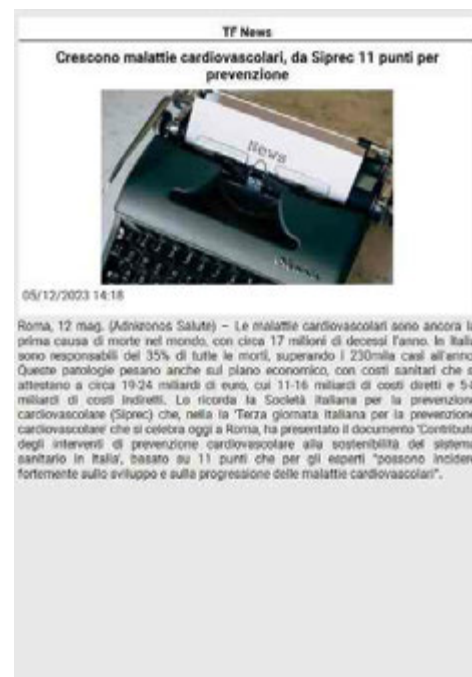 TF News
Crescono malattie cardiovascolari, da Siprec 11 punti per
prevenzione
News
05/12/2023 14:18
Roma, 12 mag. (Adnkronos Salute) – Le malattie cardiovascolari sono ancora la
prima causa di morte nel mondo, con circa 17 milioni di decessi l'anno. In Italia
sono responsabili del 35% di tutte le morti, superando i 230mila casi all'anno.
Queste patologie pesano anche sul piano economico, con costi sanitari che si
attestano a circa 19-24 miliardi di euro, cui 11-16 miliardi di costi diretti e
miliardi di costi indiretti. Lo ricorda la Società italiana per la prevenzione
cardiovascolare (Siprec) che, nella la 'Terza giornata italiana per la prevenzione
cardiovascolare' che si celebra oggi a Roma, ha presentato il documento 'Contributo
degli interventi di prevenzione cardiovascolare alla sostenibilità del sistema
sanitario in Italia', basato su 11 punti che per gli esperti "possono incidere
fortemente sullo sviluppo e sulla progressione delle malattie cardiovascolari".